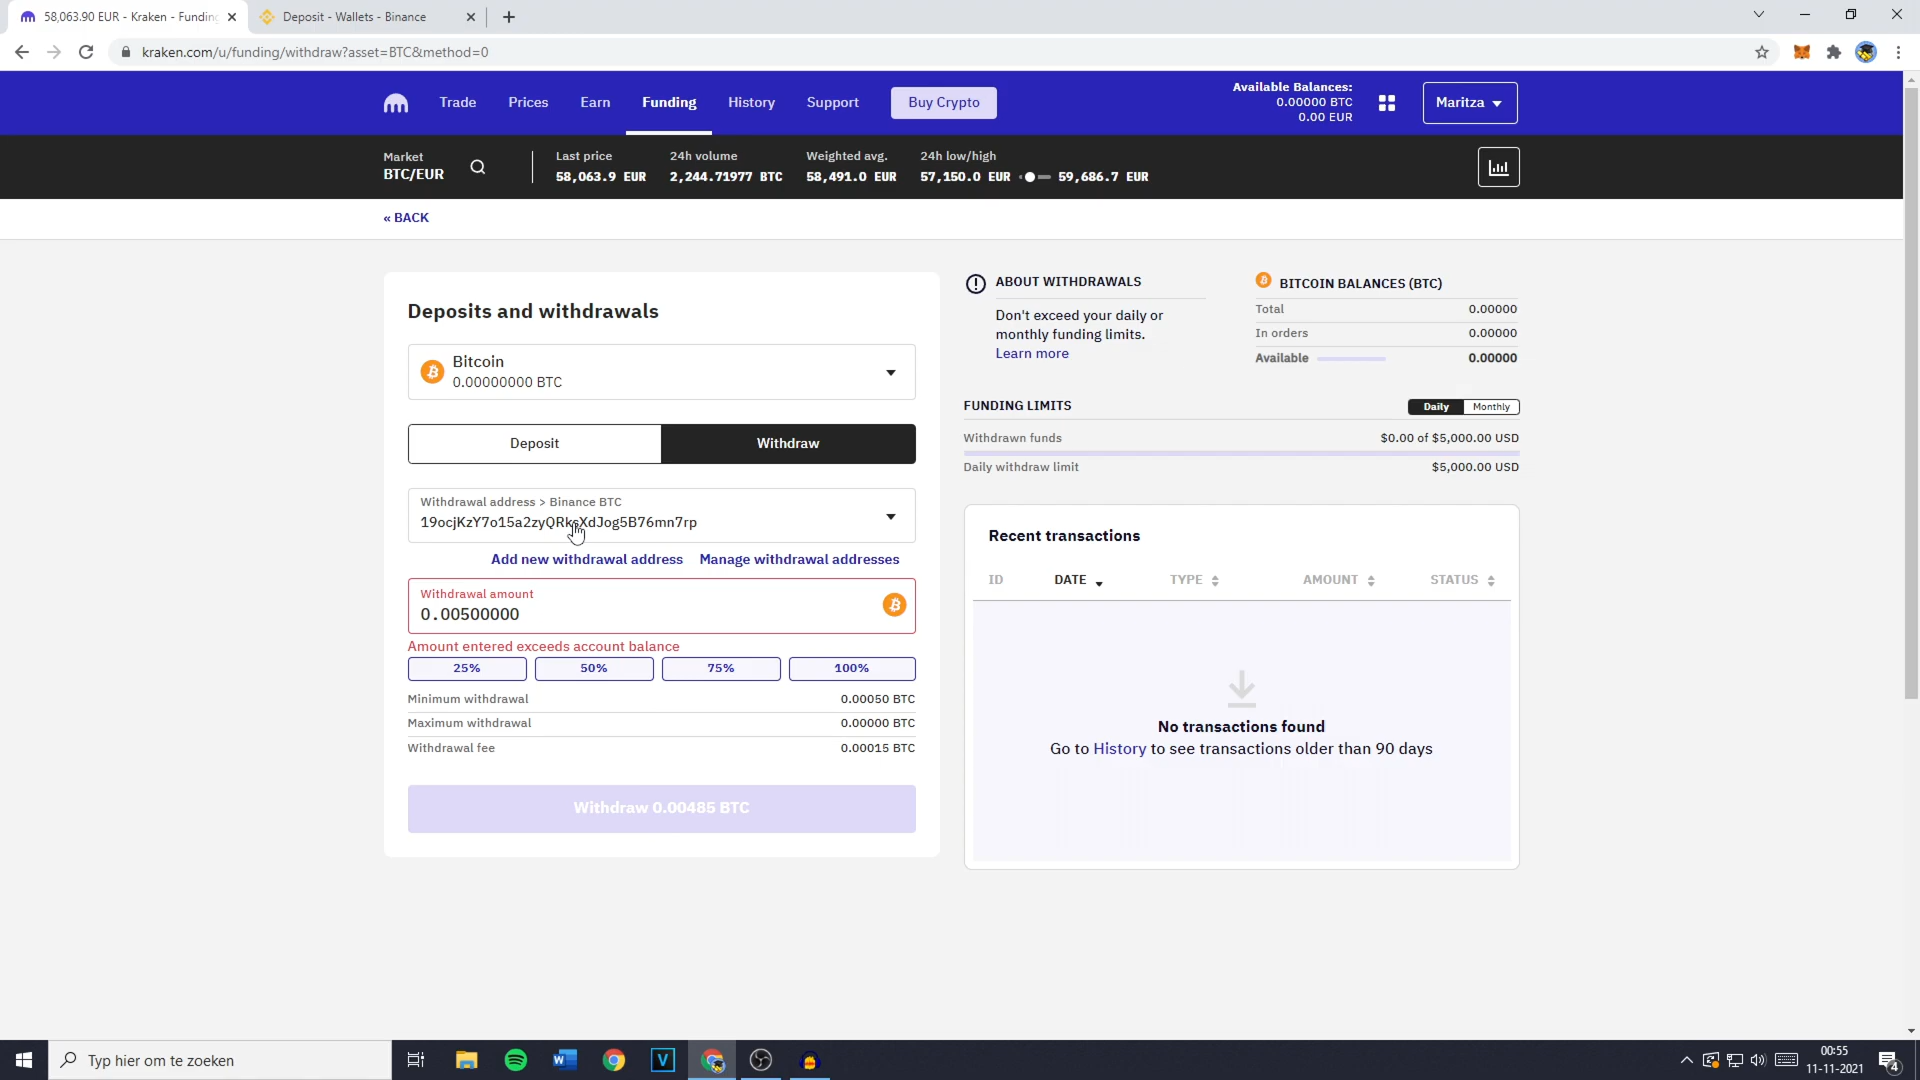 58,063.90 EUR - Kraken - Fundin
Deposit - Wallets - Binance
kraken.com/u/funding/withdraw?asset=BTC&method=0
Trade
Prices
Earn
Funding
History
Support
Buy Crypto
Available Balances:
0.00000 BTC
0.00 EUR
Maritza
Market
BTC/EUR
Last price
58,063.9 EUR
24h volume
2,244.71977 BTC
Weighted avg.
58,491.0 EUR
24h low/high
57,150.0 EUR
59,686.7 EUR
« BACK
Deposits and withdrawals
Bitcoin
0.00000000 BTC
Deposit
Withdraw
Withdrawal address > Binance BTC
19ocjKzY7o15a2zyQRksXdJog5B76mn7rp
Add new withdrawal address
Manage withdrawal addresses
Withdrawal amount
0.00500000
Amount entered exceeds account balance
25%
50%
75%
100%
Minimum withdrawal
0.00050 BTC
Maximum withdrawal
0.00000 BTC
Withdrawal fee
0.00015 BTC
Withdraw 0.00485 BTC
ABOUT WITHDRAWALS
Don't exceed your daily or
monthly funding limits.
Learn more
BITCOIN BALANCES (BTC)
Total
0.00000
In orders
0.00000
Available
0.00000
FUNDING LIMITS
Daily
Monthly
Withdrawn funds
$0.00 of $5,000.00 USD
Daily withdraw limit
$5,000.00 USD
Recent transactions
ID
DATE
TYPE
AMOUNT
STATUS
No transactions found
Go to History to see transactions older than 90 days
Typ hier om te zoeken
00:55
11-11-2021
4